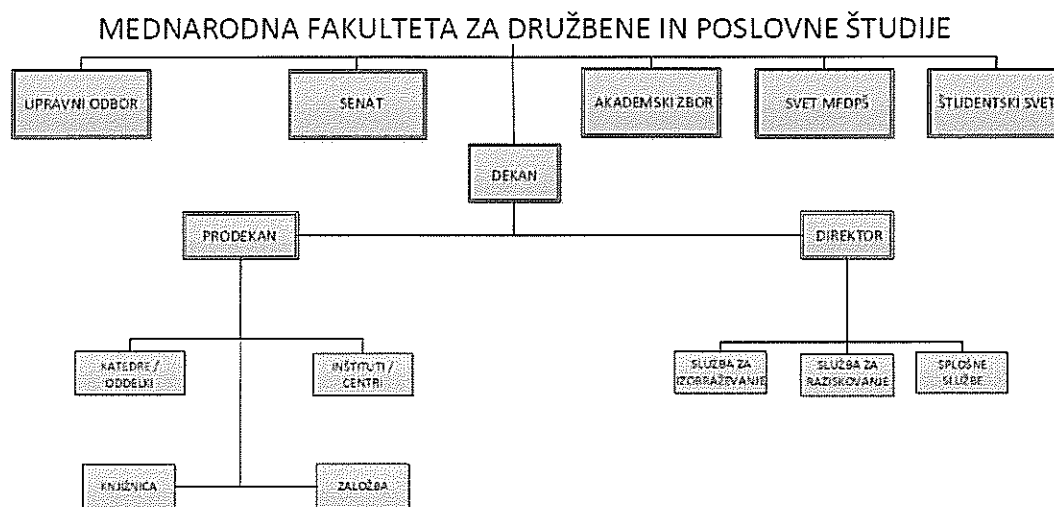 MEDNARODNA FAKULTETA ZA DRUŽBENE IN POSLOVNE ŠTUDIJE
UPRAVNI ODBOR
SENAT
AKADEMSKI ZBOR
SVET MFDPŠ
ŠTUDENTSKI SVET
DEKAN
PRODEKAN
DIREKTOR
KATEDRE /
ODDELKI
INŠTITUTI /
CENTRI
SLUŽBA ZA
IZOBRAŽEVANJE
SLUŽBA ZA
RAZISKOVANJE
SPLOŠNE
SLUŽBE
KNJIŽNICA
ZALOŽBA